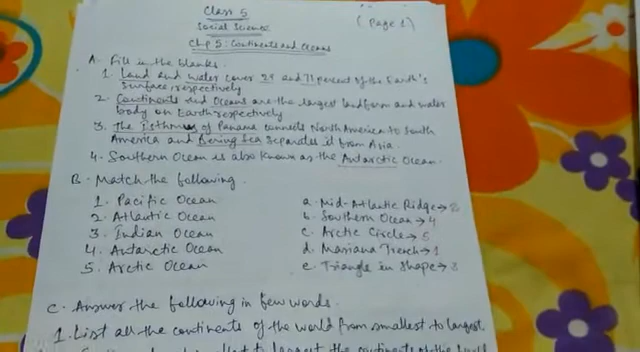 Class 5
Social Science
(Page 1)
Chp 5: Continents and Oceans
A. Fill in the blanks.
1. Land and water cover 29 and 71 percent of the Earth's
surface, respectively
2. Continents and Oceans are the largest landform and water
body on Earth respectively
3. The Isthmus of Panama connects North America to South
America and Bering Sea separates it from Asia.
4. Southern Ocean is also known as the Antarctic Ocean.
B. Match the following.
1. Pacific Ocean
a. Mid-Atlantic Ridge→2
2. Atlantic Ocean
b. Southern Ocean→4
3. Indian Ocean
c. Arctic Circle→5
4. Antarctic Ocean
d. Mariana Trench→1
5. Arctic Ocean
e. Triangle in shape→3
C. Answer the following in few words.
1. List all the continents of the world from smallest to largest
to largest the continents of the